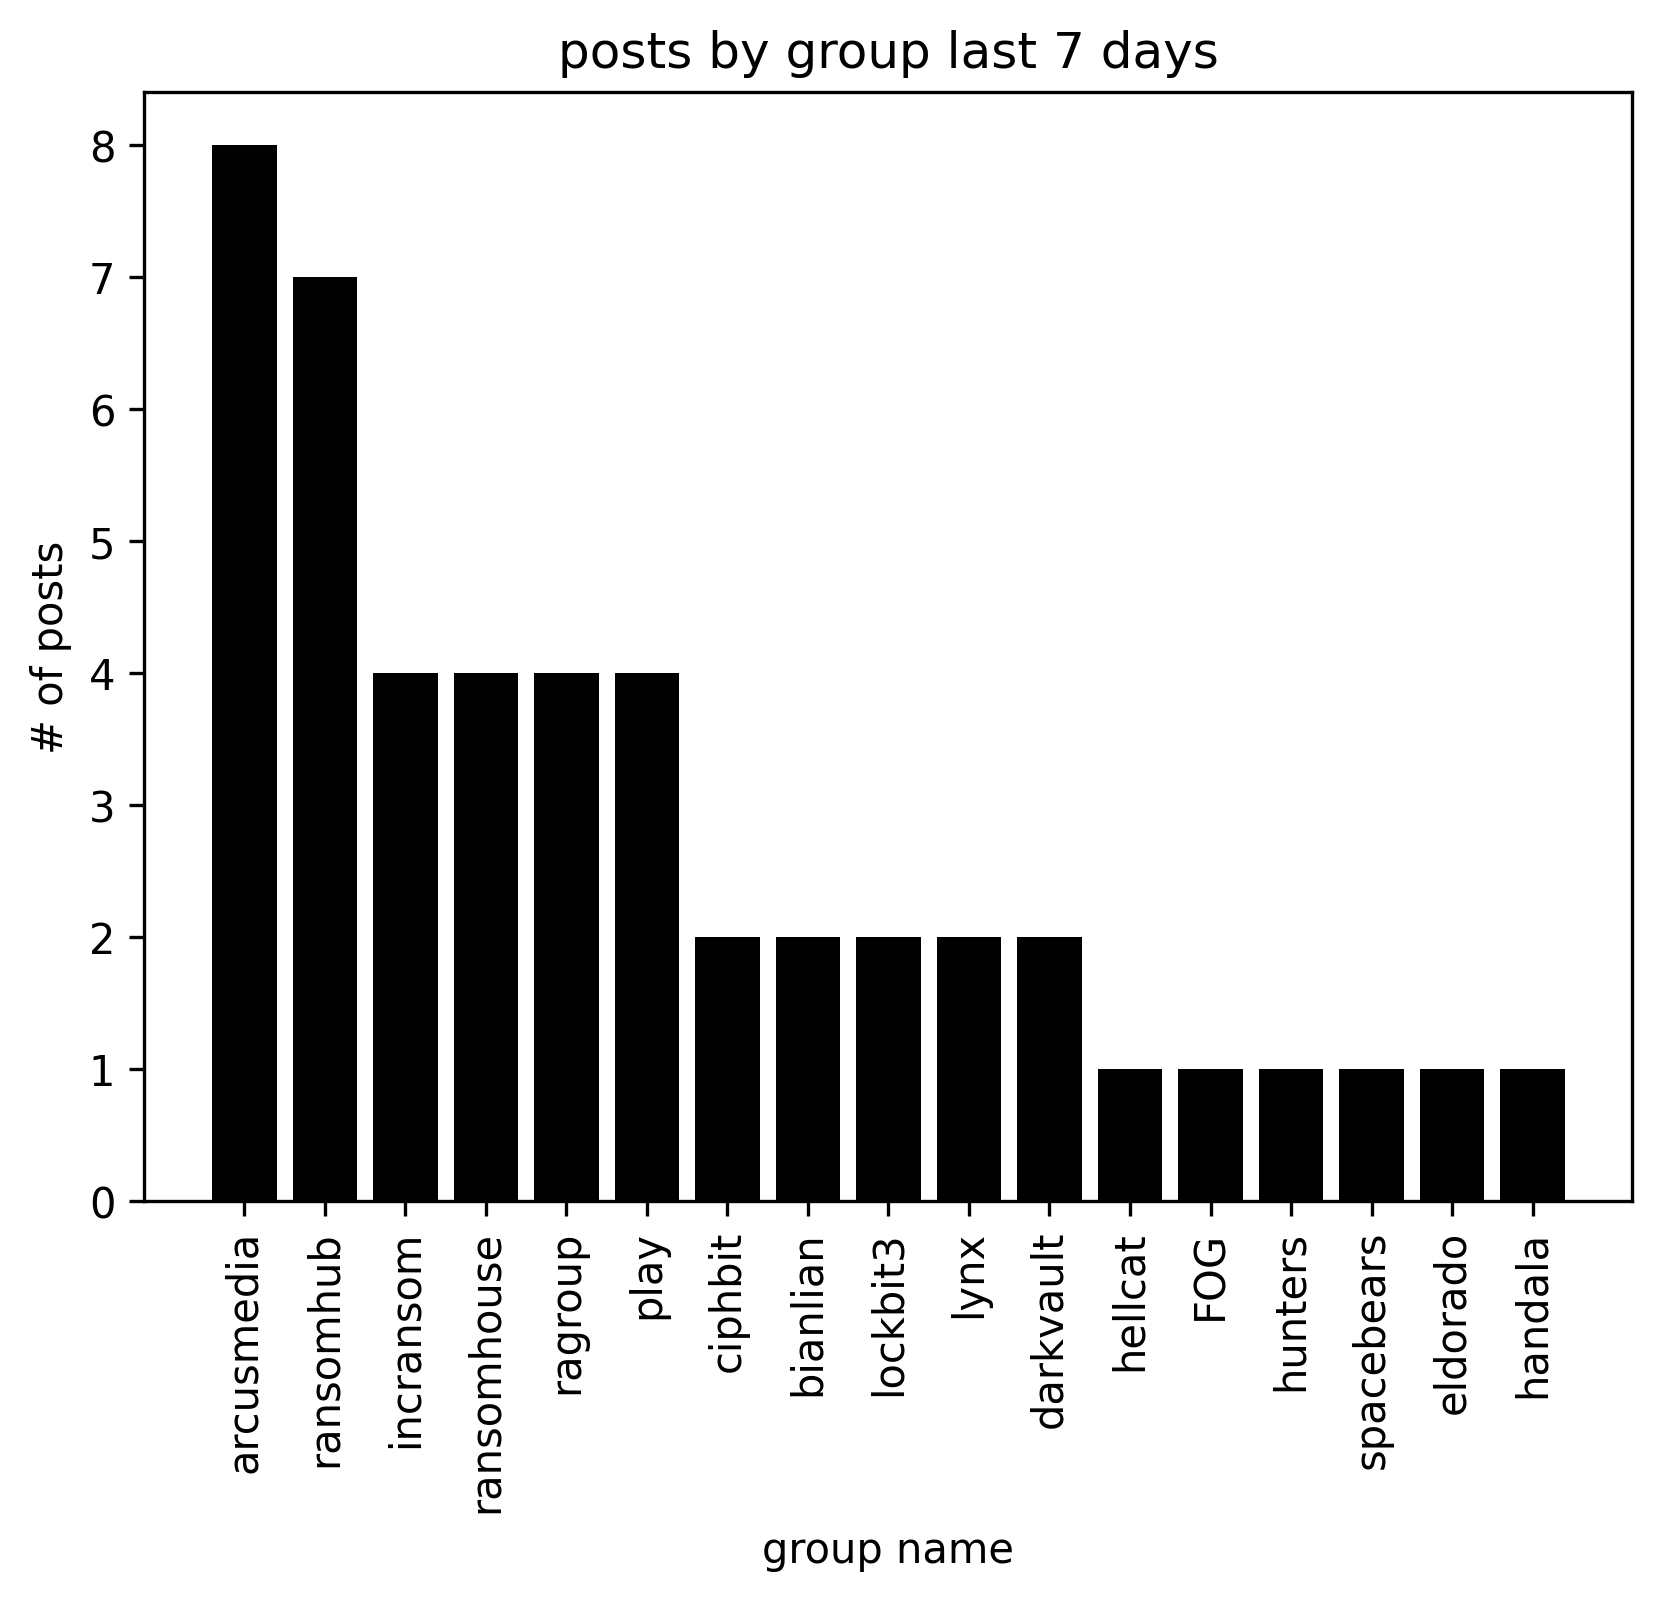 posts by group last 7 days
# of posts
8
7
6
5
4
3
2
1
0
arcusmedia
ransomhub
incransom
ransomhouse
ragroup
play
ciphbit
bianlian
lockbit3
lynx
darkvault
hellcat
FOG
hunters
spacebears
eldorado
handala
group name